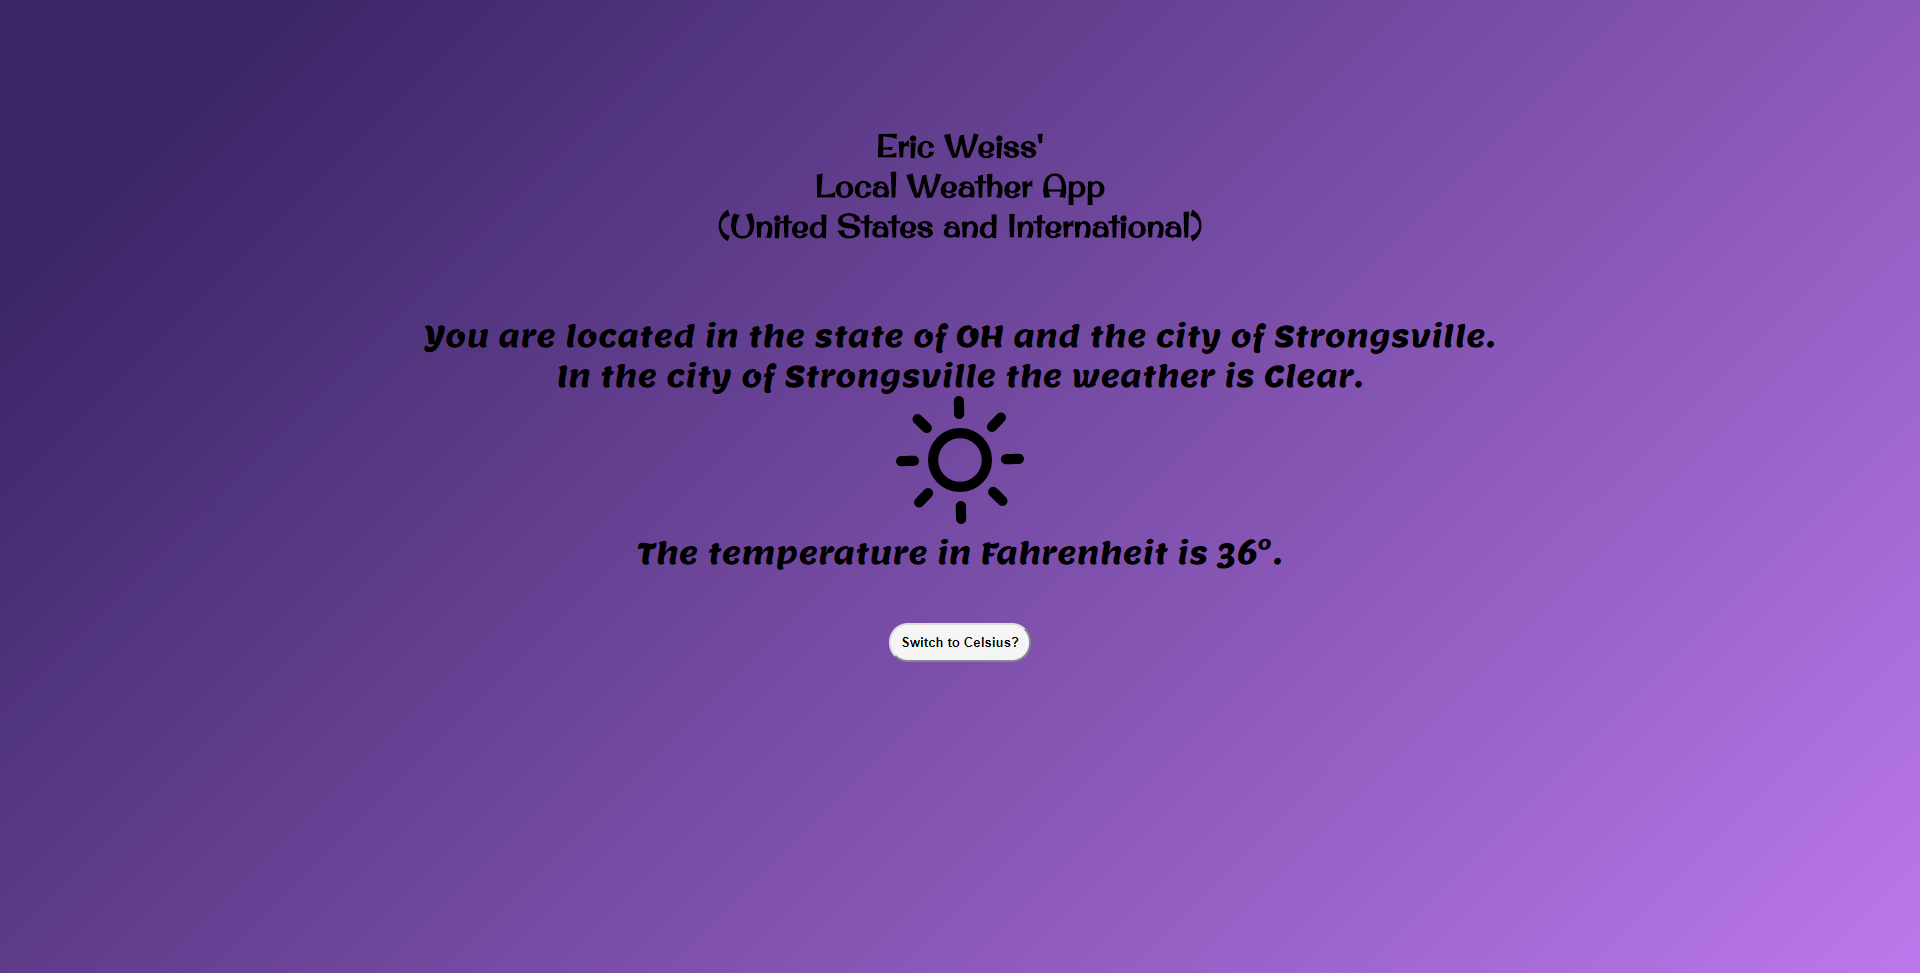 Eric Weiss'
Local Weather App
(United States and International)
You are located in the state of OH and the city of Strongsville.
In the city of Strongsville the weather is Clear.
The temperature in Fahrenheit is 36°.
Switch to Celsius?